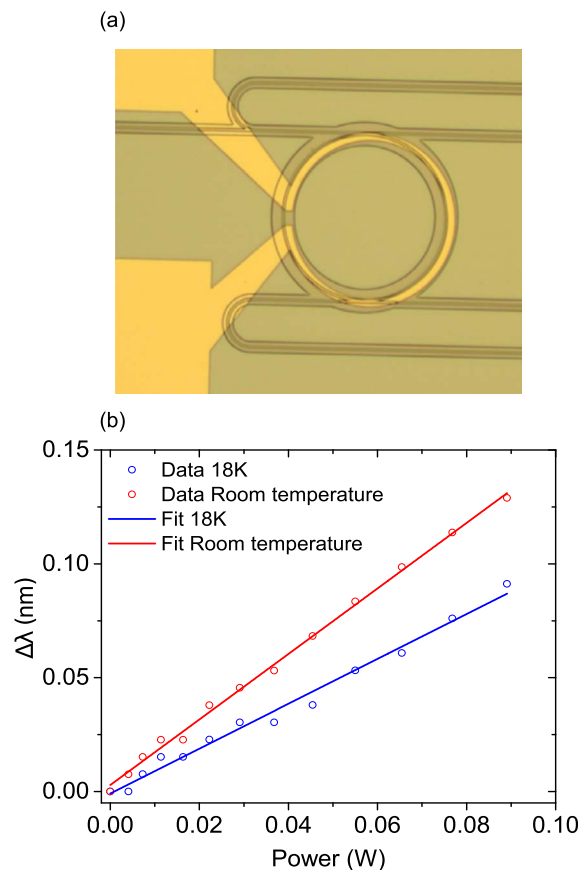 (a)
(b)
0.15
0.10
0.05
0.00
Δλ (nm)
Data 18K
Data Room temperature
Fit 18K
Fit Room temperature
0.00 0.02 0.04 0.06 0.08 0.10
Power (W)